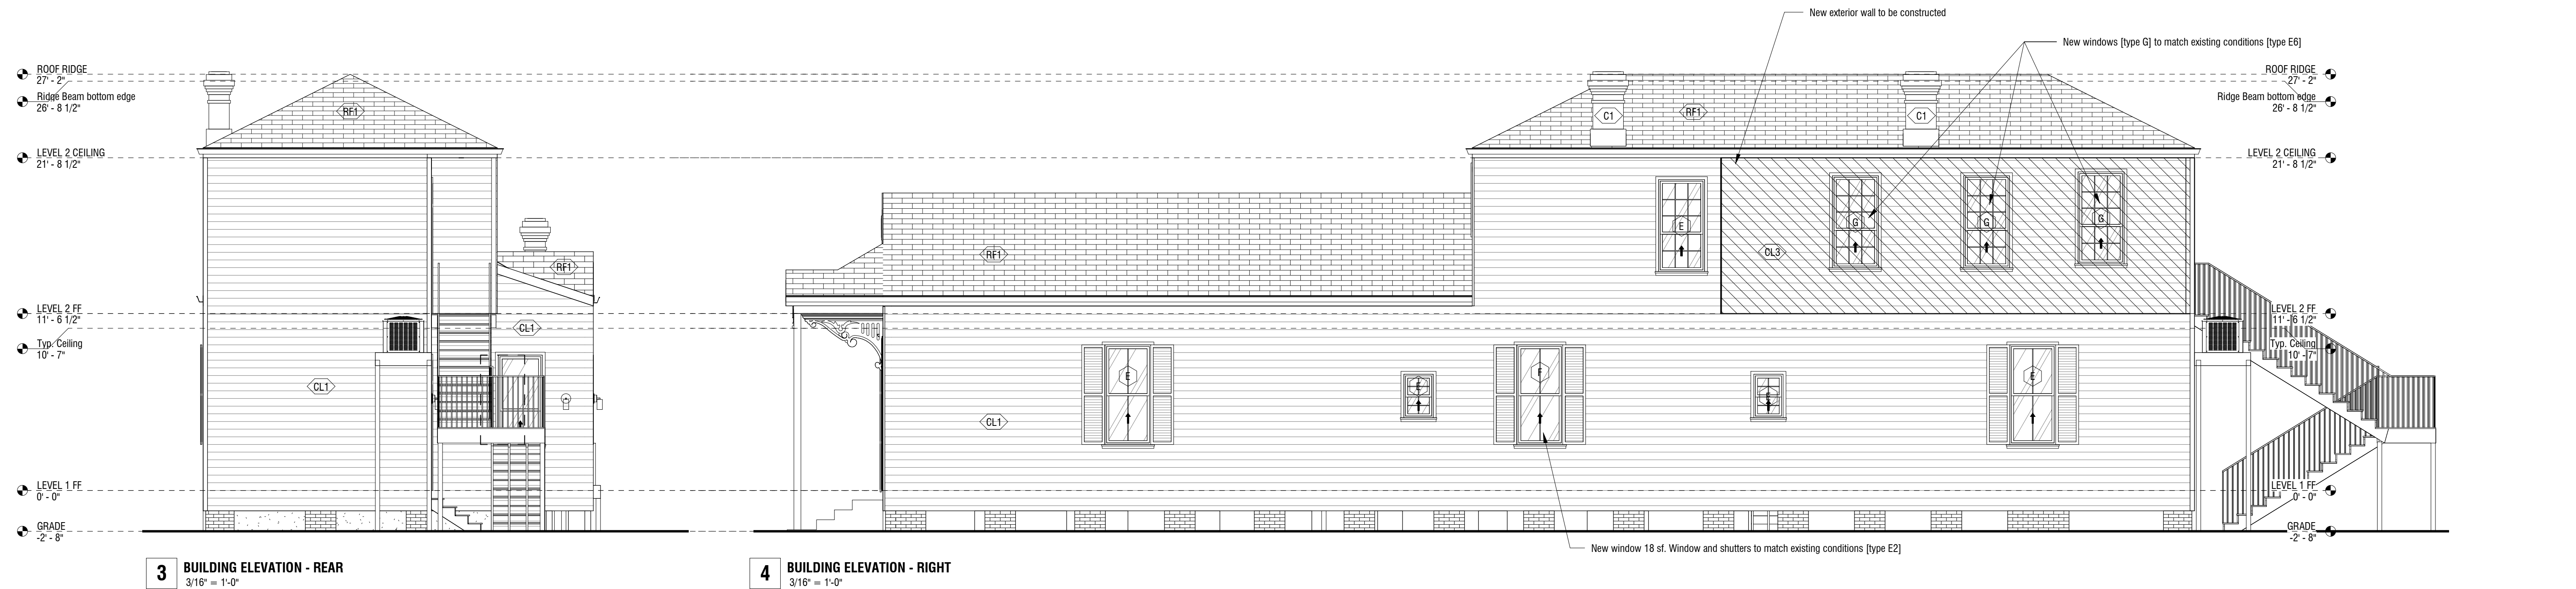 New exterior wall to be constructed
New windows [type G] to match existing conditions [type E6]
ROOF RIDGE
27' - 2"
Ridge Beam bottom edge
26' - 8 1/2"
LEVEL 2 CEILING
21' - 8 1/2"
LEVEL 2 FF
11' - 6 1/2"
Typ. Ceiling
10' - 7"
LEVEL 1 FF
0' - 0"
GRADE
-2' - 8"
RF1
RF1
CL1
CL1
3
BUILDING ELEVATION - REAR
3/16" = 1'-0"
C1
RF1
C1
RF1
E
G
G
G
CL3
E
F
E
CL1
ROOF RIDGE
27' - 2"
Ridge Beam bottom edge
26' - 8 1/2"
LEVEL 2 CEILING
21' - 8 1/2"
LEVEL 2 FF
11' - 6 1/2"
Typ. Ceiling
10' - 7"
LEVEL 1 FF
0' - 0"
GRADE
-2' - 8"
New window 18 sf. Window and shutters to match existing conditions [type E2]
4
BUILDING ELEVATION - RIGHT
3/16" = 1'-0"